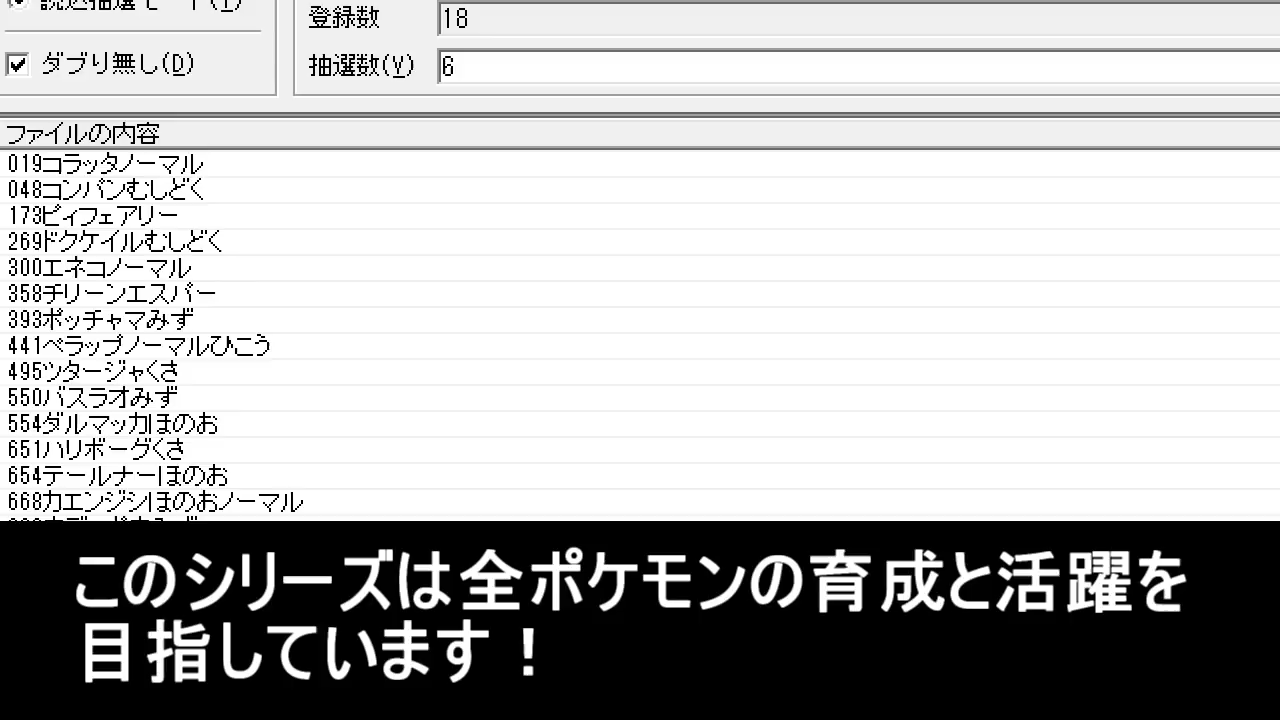 登録数 18
ダブり無し(D)
抽選数(V) 6
ファイルの内容
019コラッタノーマル
048コンパンむしどく
173ピィフェアリー
269ドクケイルむしどく
300エネコノーマル
358チリーンエスパー
393ポッチャマみず
441ペラップノーマルひこう
495ツタージャくさ
550バスラオみず
554ダルマッカほのお
651ハリボーグくさ
654テールナーほのお
668カエンジシほのおノーマル
このシリーズは全ポケモンの育成と活躍を
目指しています！